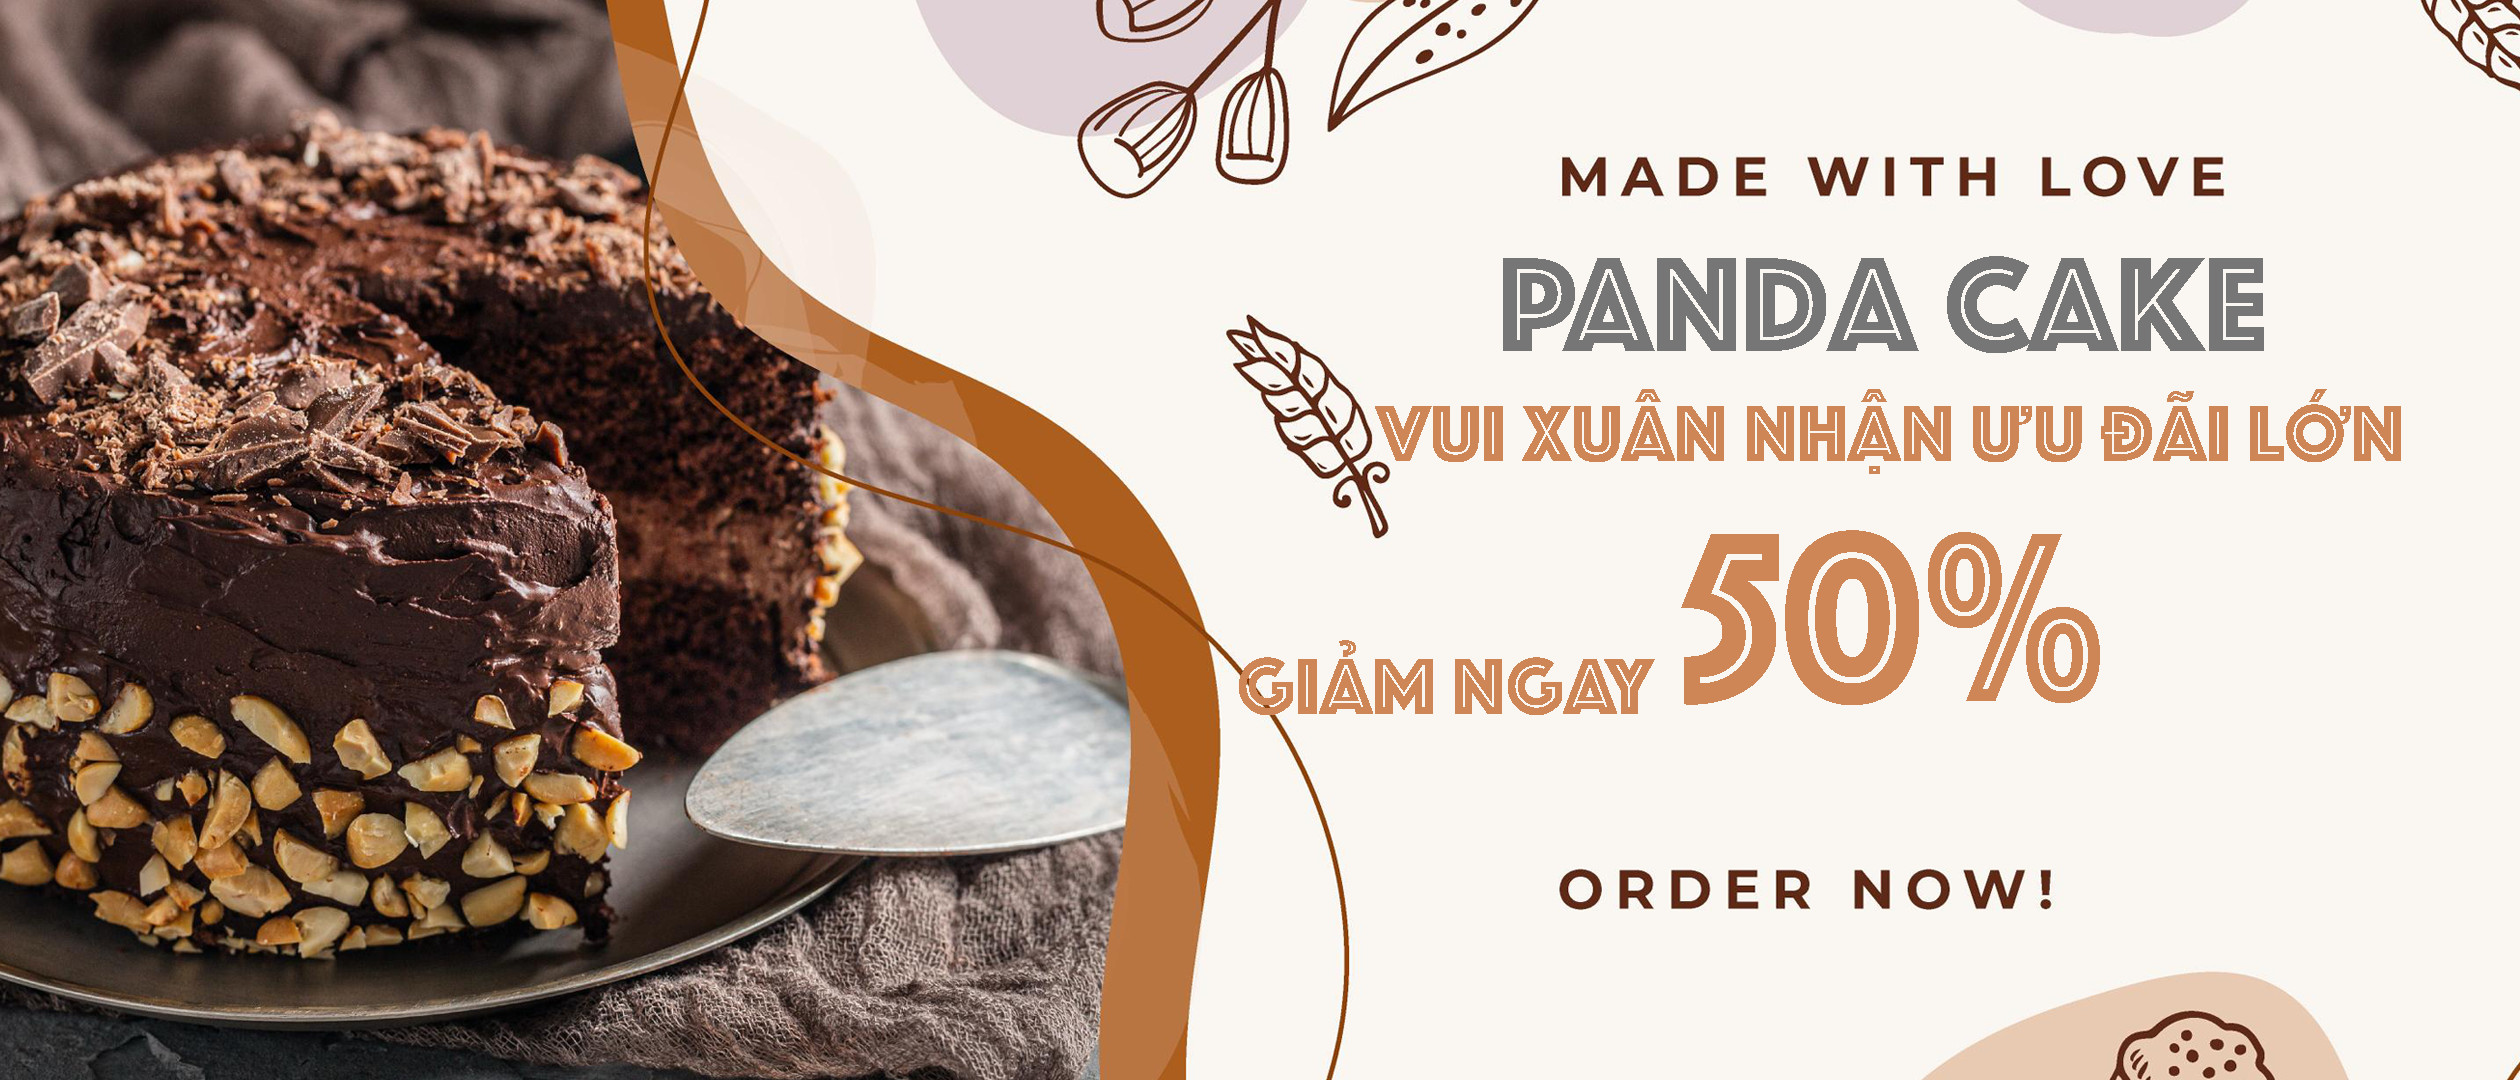 MADE WITH LOVE
PANDA CAKE
VUI XUÂN NHẬN ƯU ĐÃI LỚN
GIẢM NGAY 50%
ORDER NOW!